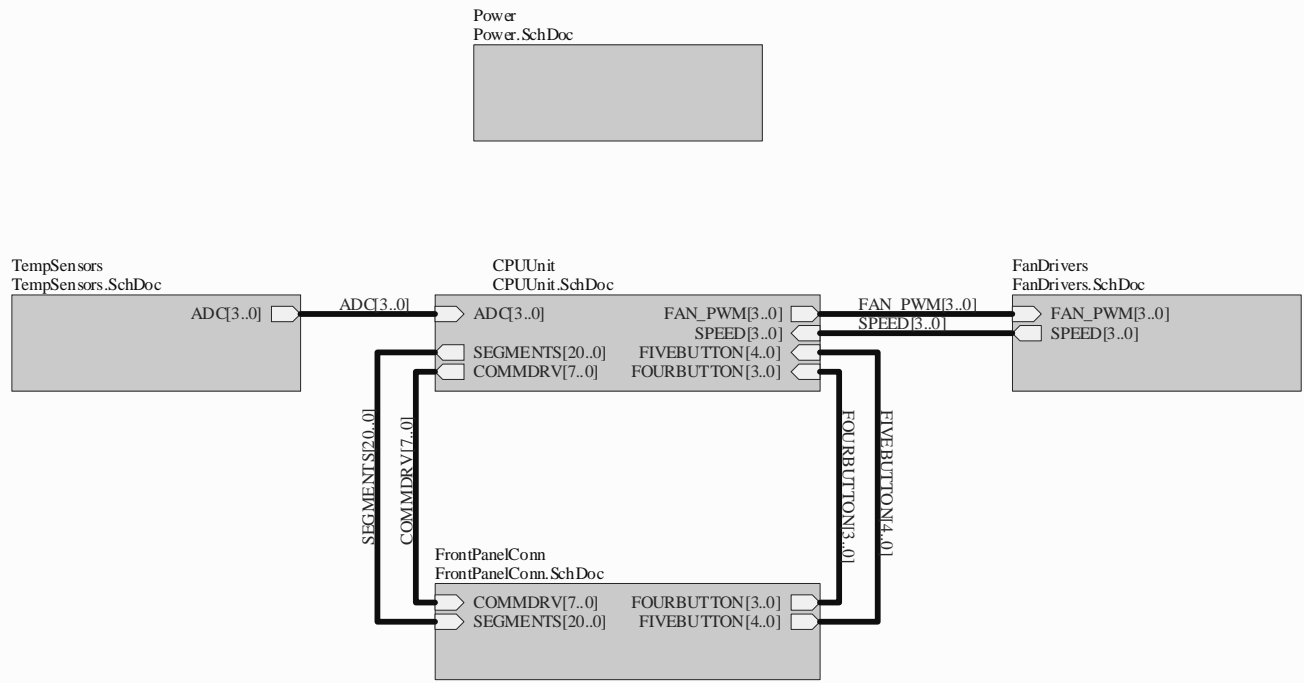 Power
Power.SchDoc
TempSensors
TempSensors.SchDoc
ADC[3..0]
ADC[3..0]
CPUUnit
CPUUnit.SchDoc
ADC[3..0]
SEGMENTS[20..0]
COMMDRV[7..0]
FAN_PWM[3..0]
SPEED[3..0]
FIVEBUTTON[4..0]
FOURBUTTON[3..0]
FAN_PWM[3..0]
SPEED[3..0]
FanDrivers
FanDrivers.SchDoc
FAN_PWM[3..0]
SPEED[3..0]
SEGMENTS[20..0]
COMMDRV[7..0]
FOURBUTTON[3..0]
FIVEBUTTON[4..0]
FrontPanelConn
FrontPanelConn.SchDoc
COMMDRV[7..0]
SEGMENTS[20..0]
FOURBUTTON[3..0]
FIVEBUTTON[4..0]